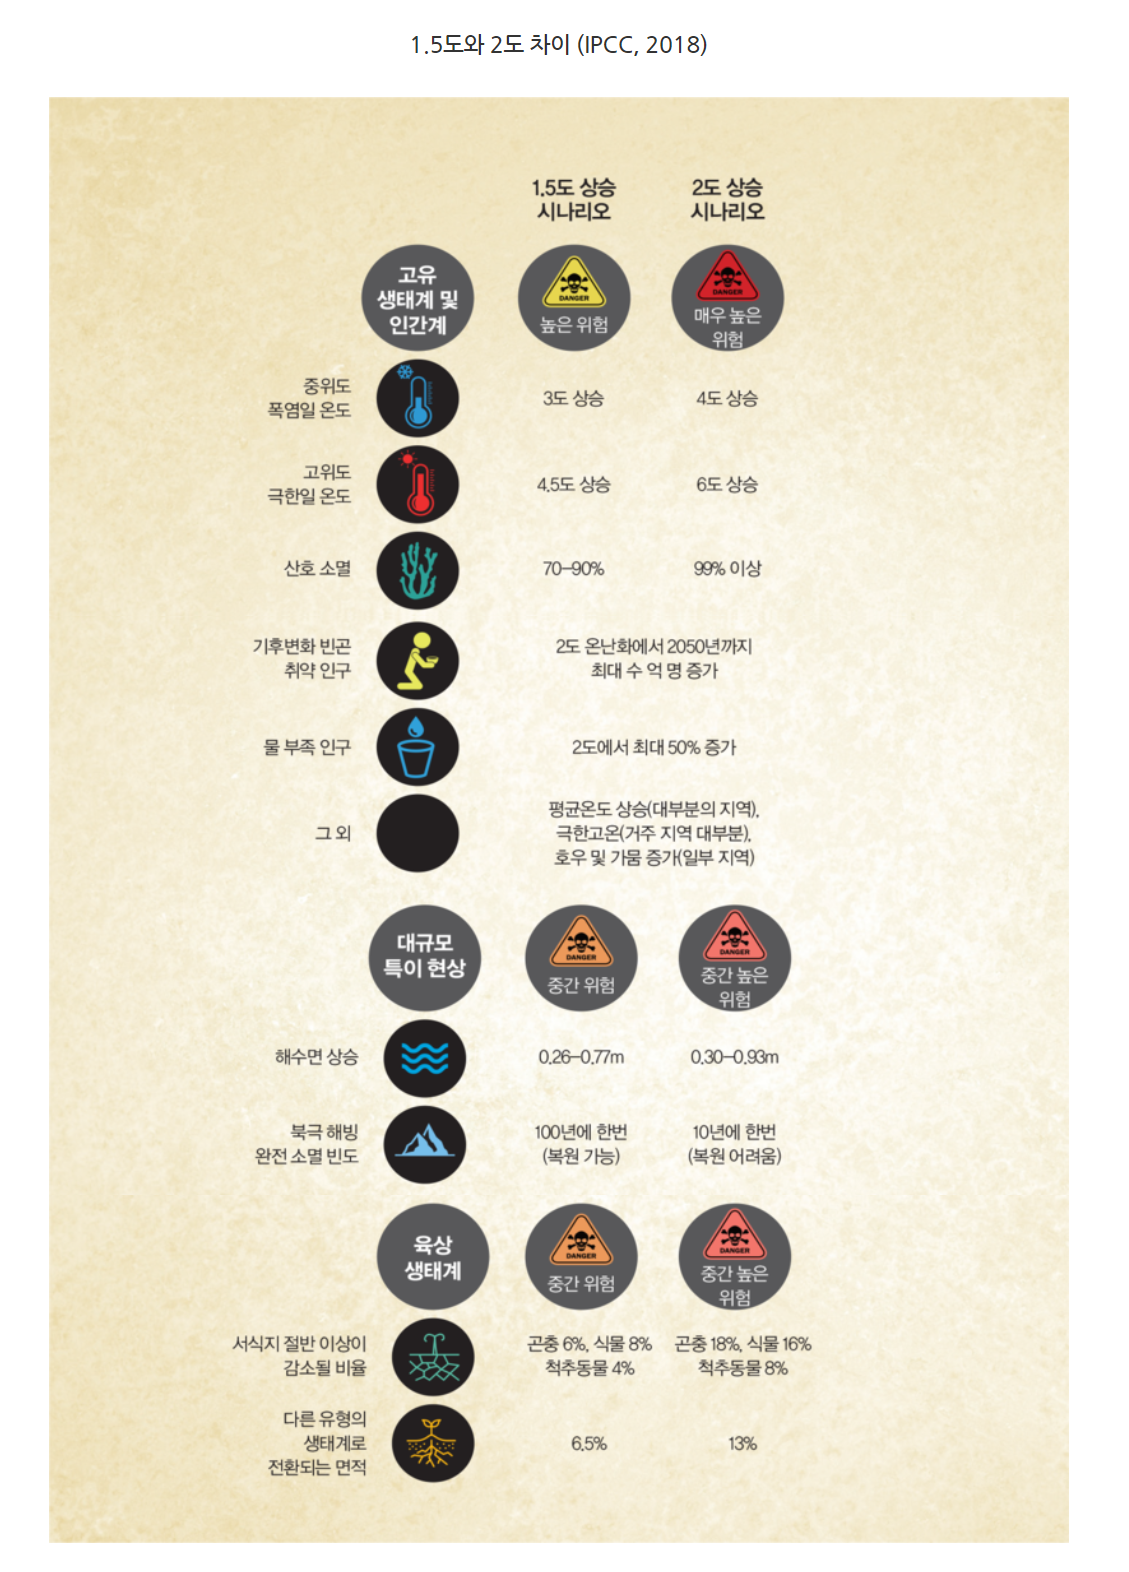 1.5도와 2도 차이 (IPCC, 2018)
1.5도 상승
시나리오
2도 상승
시나리오
고유
생태계 및
인간계
DANGER
높은 위험
DANGER
매우 높은
위험
중위도
폭염일 온도
3도 상승
4도 상승
고위도
극한일 온도
4.5도 상승
6도 상승
산호 소멸
70-90%
99% 이상
기후변화 빈곤
취약 인구
2도 온난화에서 2050년까지
최대 수 억 명 증가
물 부족 인구
2도에서 최대 50% 증가
그 외
평균온도 상승(대부분의 지역),
극한고온(거주 지역 대부분),
호우 및 가뭄 증가(일부 지역)
대규모
특이 현상
DANGER
중간 위험
DANGER
중간 높은
위험
해수면 상승
0.26-0.77m
0.30-0.93m
북극 해빙
완전 소멸 빈도
100년에 한번
(복원 가능)
10년에 한번
(복원 어려움)
육상
생태계
DANGER
중간 위험
DANGER
중간 높은
위험
서식지 절반 이상이
감소될 비율
곤충 6%, 식물 8%
척추동물 4%
곤충 18%, 식물 16%
척추동물 8%
다른 유형의
생태계로
전환되는 면적
6.5%
13%